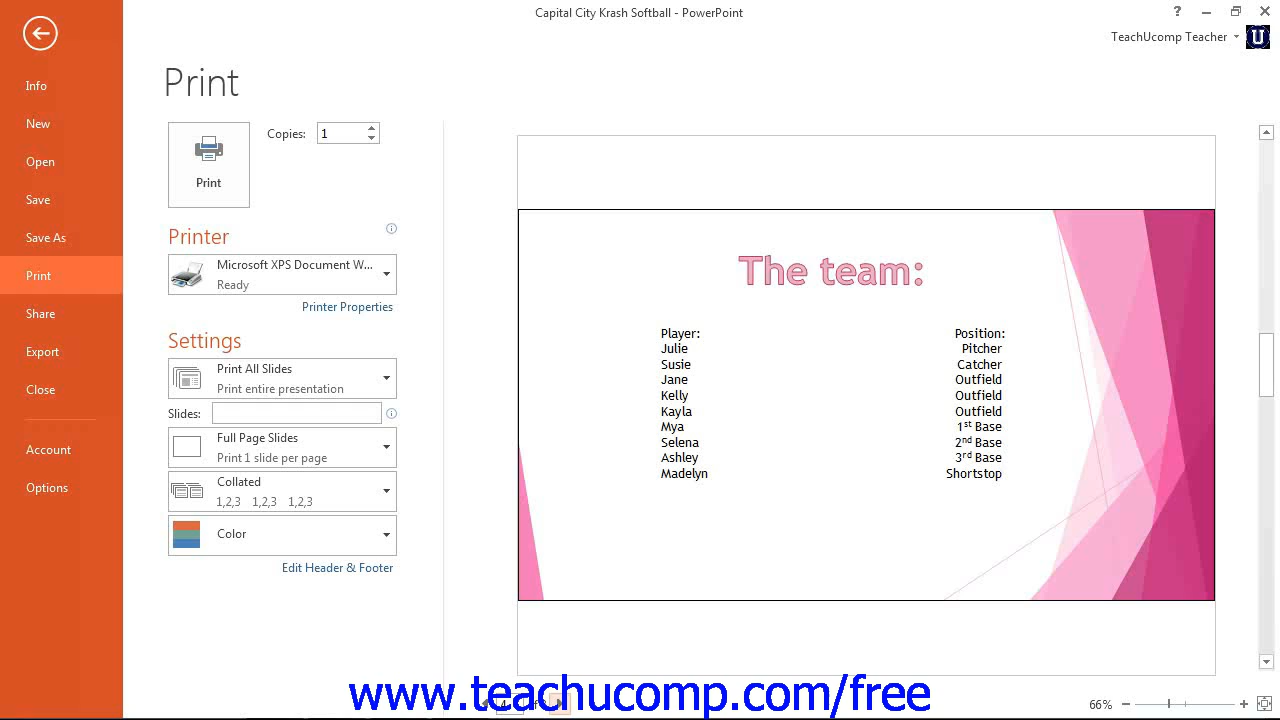 Capital City Krash Softball - PowerPoint
?
TeachUcomp Teacher
U
Info
New
Open
Save
Save As
Print
Share
Export
Close
Account
Options
Print
Print
Copies: 1
Printer
Microsoft XPS Document W...
Ready
Printer Properties
Settings
Print All Slides
Print entire presentation
Slides:
Full Page Slides
Print 1 slide per page
Collated
1,2,3 1,2,3 1,2,3
Color
Edit Header & Footer
The team:
Player: Position:
Julie Pitcher
Susie Catcher
Jane Outfield
Kelly Outfield
Kayla Outfield
Mya 1st Base
Selena 2nd Base
Ashley 3rd Base
Madelyn Shortstop
www.teachucomp.com/free
66%